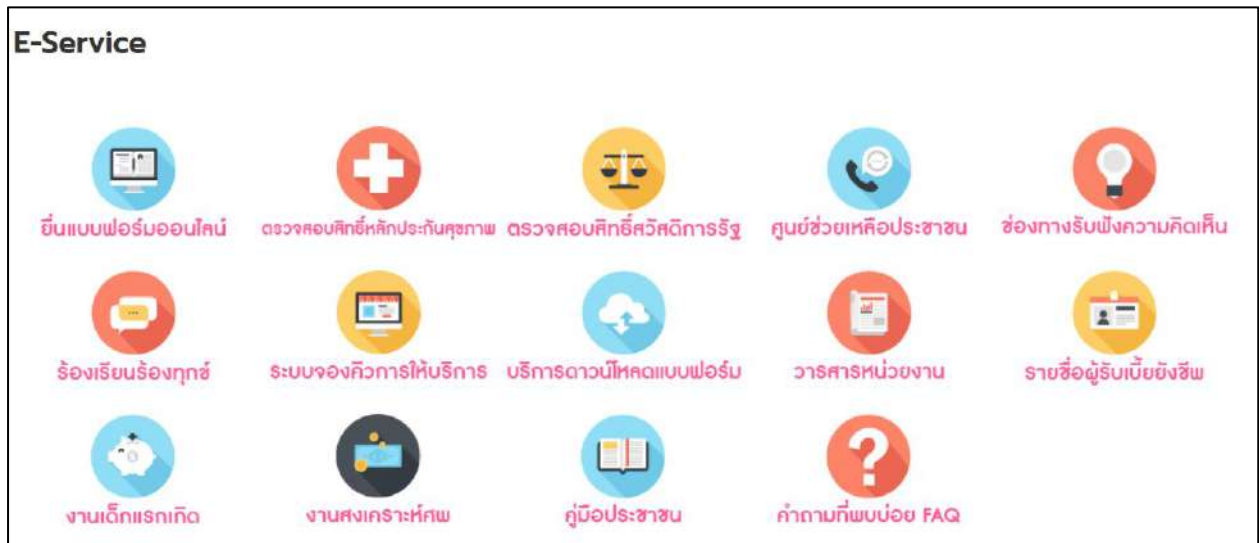 E-Service
ยื่นแบบฟอร์มออนไลน์
ตรวจสอบสิทธิ์หลักประกันสุขภาพ
ตรวจสอบสิทธิ์สวัสดิการรัฐ
ศูนย์ช่วยเหลือประชาชน
ช่องทางรับฟังความคิดเห็น
ร้องเรียนร้องทุกข์
ระบบจองคิวการให้บริการ
บริการดาวน์โหลดแบบฟอร์ม
วารสารหน่วยงาน
รายชื่อผู้รับเบี้ยยังชีพ
งานเด็กแรกเกิด
งานสงเคราะห์ศพ
คู่มือประชาชน
คำถามที่พบบ่อย FAQ